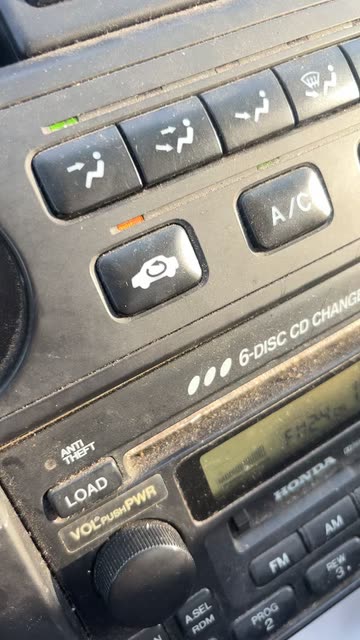 A/C
6-DISC CD CHANGE
ANTI
THEFT
LOAD
VOL PUSH PWR
HONDA
FM
AM
A.SEL
RDM
PROG
2
REW
3